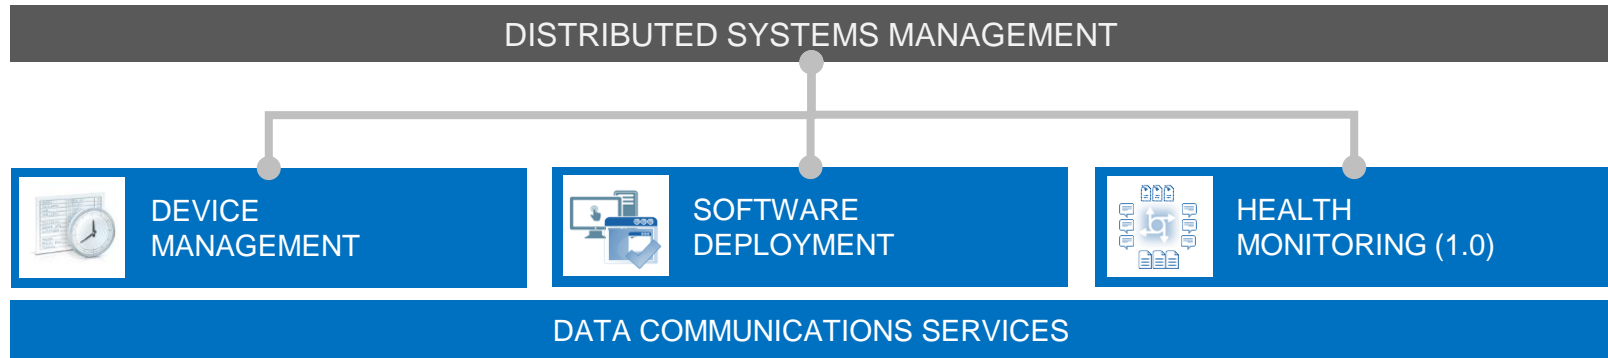 DISTRIBUTED SYSTEMS MANAGEMENT
DEVICE
MANAGEMENT
SOFTWARE
DEPLOYMENT
HEALTH
MONITORING (1.0)
DATA COMMUNICATIONS SERVICES